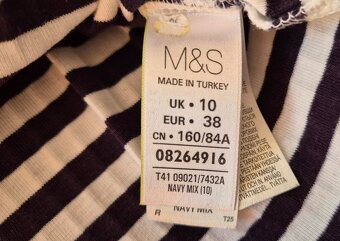 M&S
MADE IN TURKEY
UK • 10
EUR • 38
CN • 160/84A
08264916
T41 09021/7432A
NAVY MIX (10)
NAVY MIX
R T25